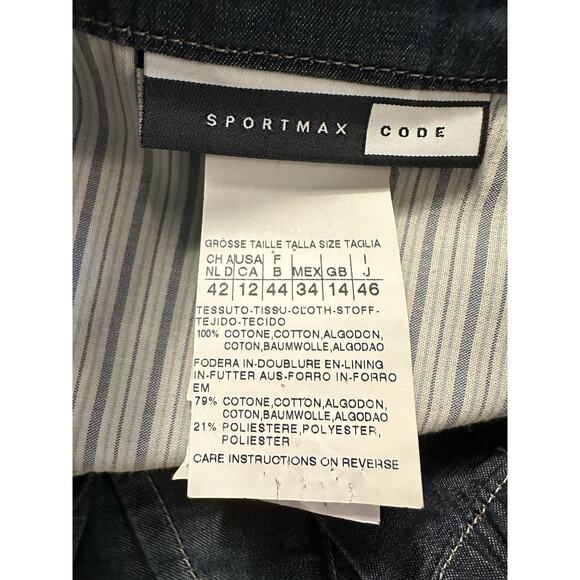 SPORTMAX CODE
GRÖSSE TAILLE TALLA SIZE TAGLIA
CH A USA F I
NL D CA B MEX GB J
42 12 44 34 14 46
TESSUTO-TISSU-CLOTH-STOFF-
TEJIDO-TECIDO
100% COTONE,COTTON,ALGODON,
COTON,BAUMWOLLE,ALGODAO
FODERA IN-DOUBLURE EN-LINING
IN-FUTTER AUS-FORRO IN-FORRO
EM
79% COTONE,COTTON,ALGODON,
COTON,BAUMWOLLE,ALGODAO
21% POLIESTERE,POLYESTER,
POLIESTER
CARE INSTRUCTIONS ON REVERSE